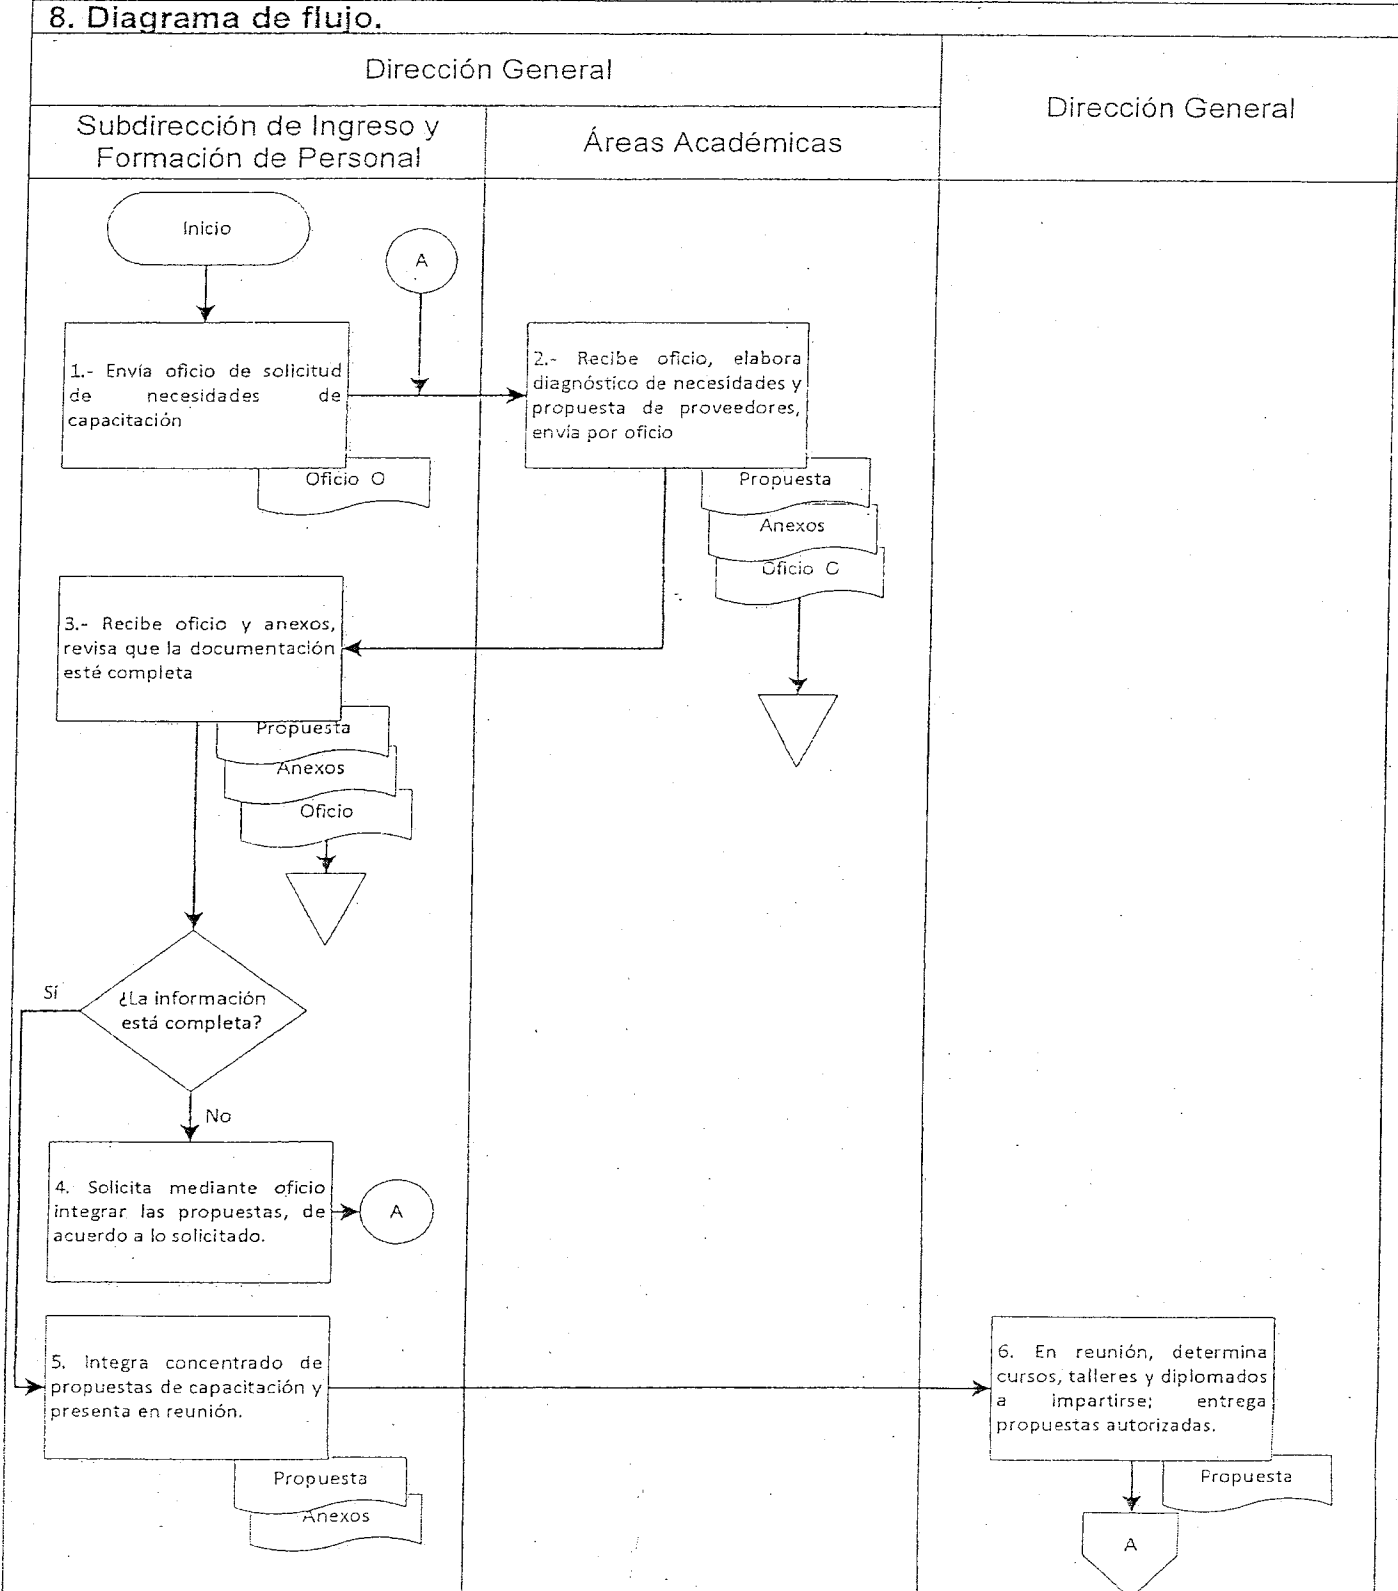 8. Diagrama de flujo.
Dirección General
Dirección General
Subdirección de Ingreso y
Formación de Personal
Áreas Académicas
Inicio
A
1.- Envía oficio de solicitud
de necesidades de
capacitación
Oficio O
2.- Recibe oficio, elabora
diagnóstico de necesidades y
propuesta de proveedores,
envía por oficio
Propuesta
Anexos
Oficio C
3.- Recibe oficio y anexos,
revisa que la documentación
esté completa
Propuesta
Anexos
Oficio
Sí
¿La información
está completa?
No
4. Solicita mediante oficio
integrar las propuestas, de
acuerdo a lo solicitado.
A
5. Integra concentrado de
propuestas de capacitación y
presenta en reunión.
Propuesta
Anexos
6. En reunión, determina
cursos, talleres y diplomados
a impartirse; entrega
propuestas autorizadas.
Propuesta
A